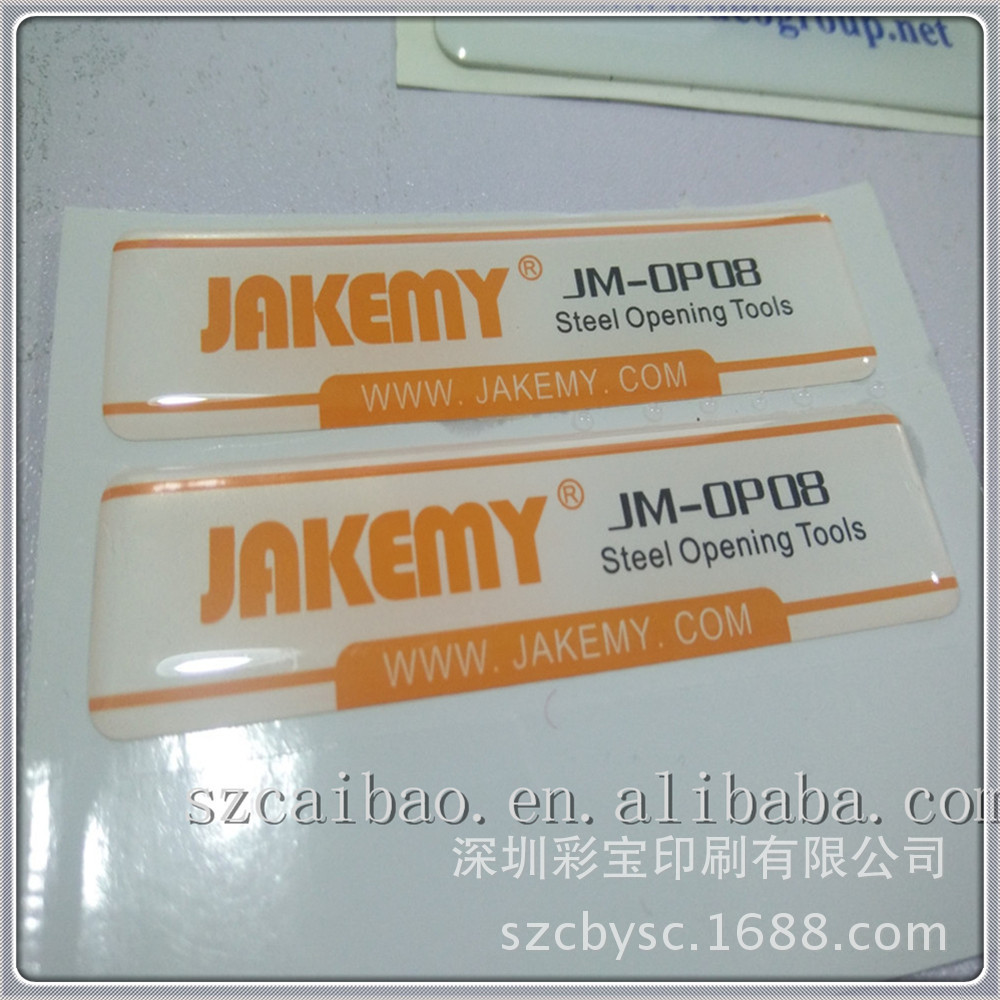 group.net
JAKEMY® JM-OP08
Steel Opening Tools
WWW.JAKEMY.COM
JAKEMY® JM-OP08
Steel Opening Tools
WWW.JAKEMY.COM
szcaibao.en.alibaba.com
深圳彩宝印刷有限公司
szcbysc.1688.com